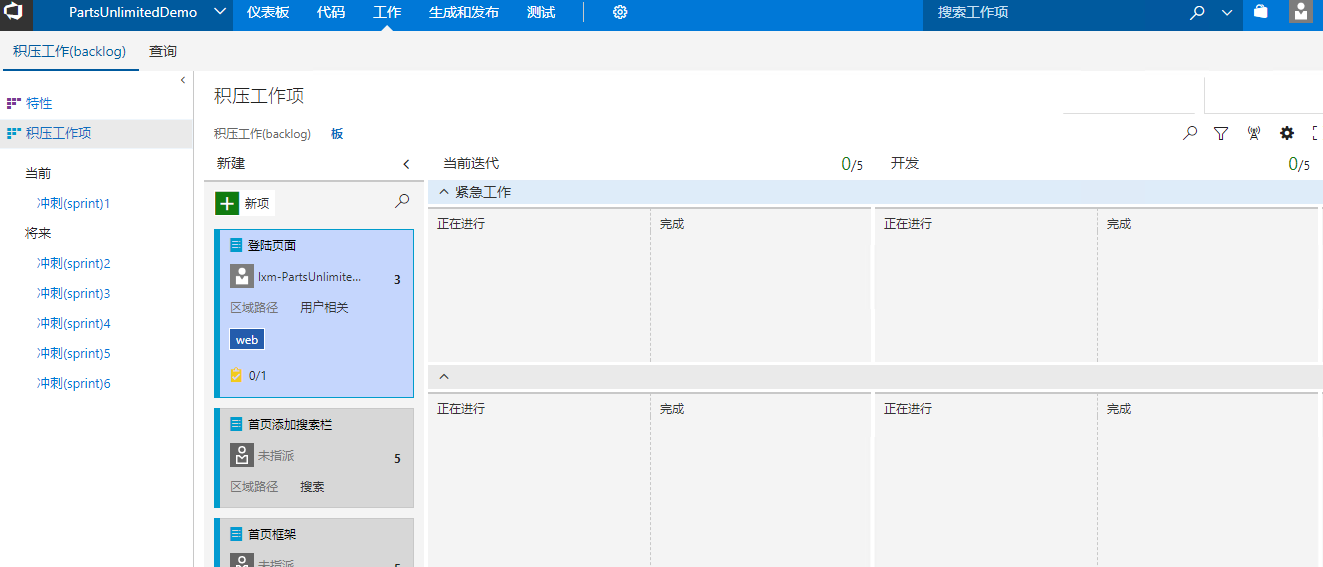 PartsUnlimitedDemo 仪表板 代码 工作 生成和发布 测试 搜索工作项
积压工作(backlog) 查询
特性
积压工作项
当前
冲刺(sprint)1
将来
冲刺(sprint)2
冲刺(sprint)3
冲刺(sprint)4
冲刺(sprint)5
冲刺(sprint)6
积压工作项
积压工作(backlog) 板
新建 当前迭代 0/5 开发 0/5
新项
登陆页面
lxm-PartsUnlimite... 3
区域路径 用户相关
web
0/1
首页添加搜素栏
未指派 5
区域路径 搜索
首页框架
未指派 5
紧急工作
正在进行 完成 正在进行 完成
正在进行 完成 正在进行 完成